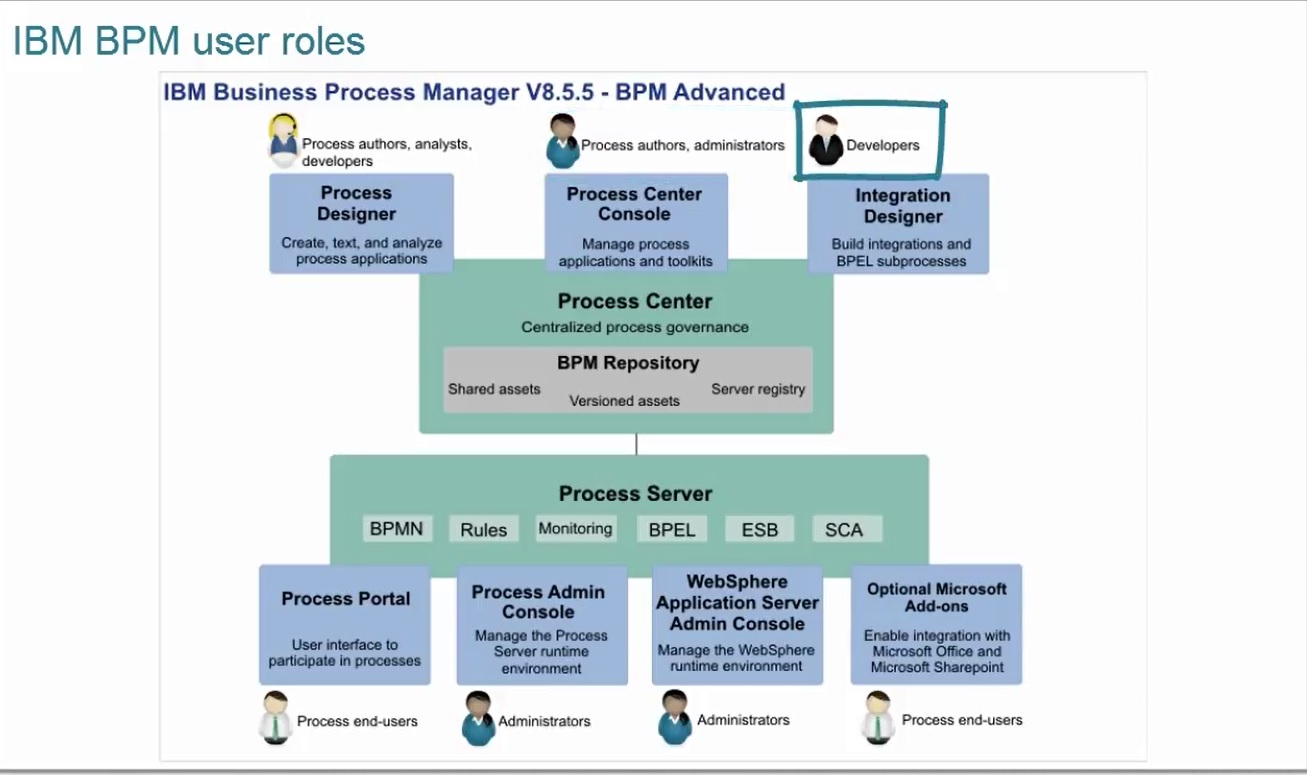 IBM BPM user roles
IBM Business Process Manager V8.5.5 - BPM Advanced
Process authors, analysts,
developers
Process authors, administrators
Developers
Process
Designer
Create, text, and analyze
process applications
Process Center
Console
Manage process
applications and toolkits
Integration
Designer
Build integrations and
BPEL subprocesses
Process Center
Centralized process governance
BPM Repository
Shared assets
Versioned assets
Server registry
Process Server
BPMN
Rules
Monitoring
BPEL
ESB
SCA
Process Portal
User interface to
participate in processes
Process Admin
Console
Manage the Process
Server runtime
environment
WebSphere
Application Server
Admin Console
Manage the WebSphere
runtime environment
Optional Microsoft
Add-ons
Enable integration with
Microsoft Office and
Microsoft Sharepoint
Process end-users
Administrators
Administrators
Process end-users